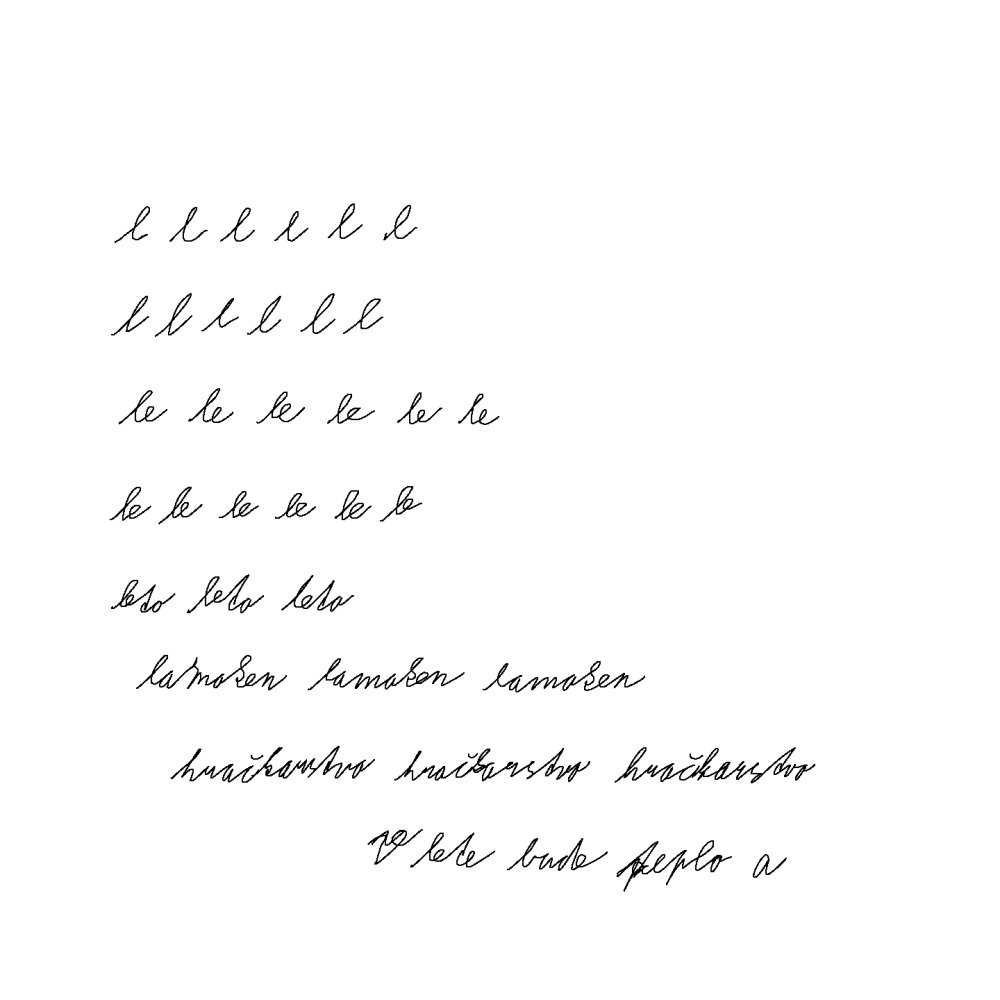 l l l l l l
l l l l l l
le le le le le le
le le le le le le
leto leto leto
lamoken lamoken lamoken
hračkarstvo hračkarstvo hračkarstvo
V lete bude teplo a